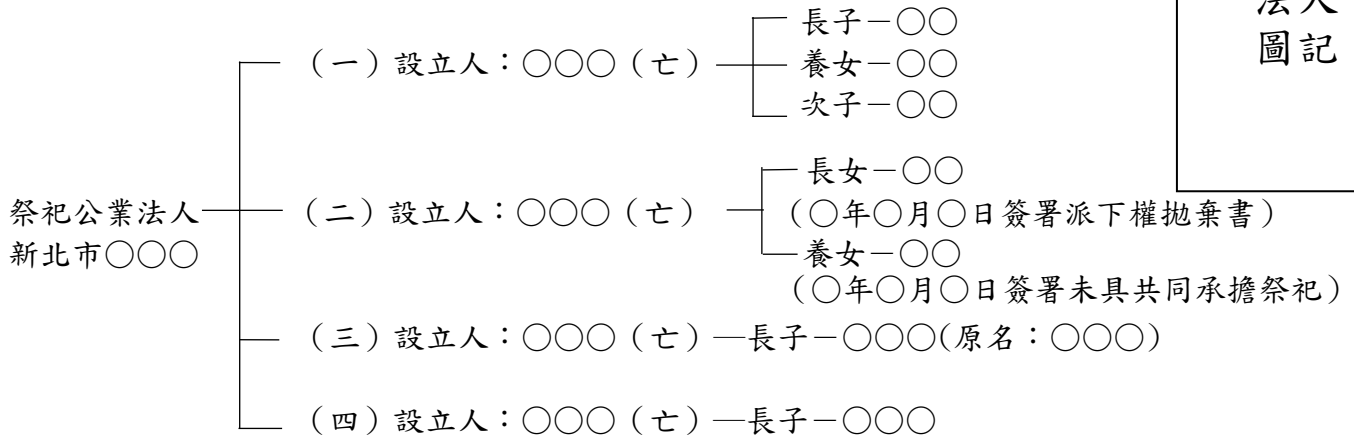 法人
圖記
長子－○○
（一）設立人：○○○（亡）
養女－○○
次子－○○
長女－○○
祭祀公業法人
（二）設立人：○○○（亡）
（○年○月○日簽署派下權拋棄書）
新北市○○○
養女－○○
（○年○月○日簽署未具共同承擔祭祀）
（三）設立人：○○○（亡）—長子－○○○(原名：○○○）
（四）設立人：○○○（亡）—長子－○○○